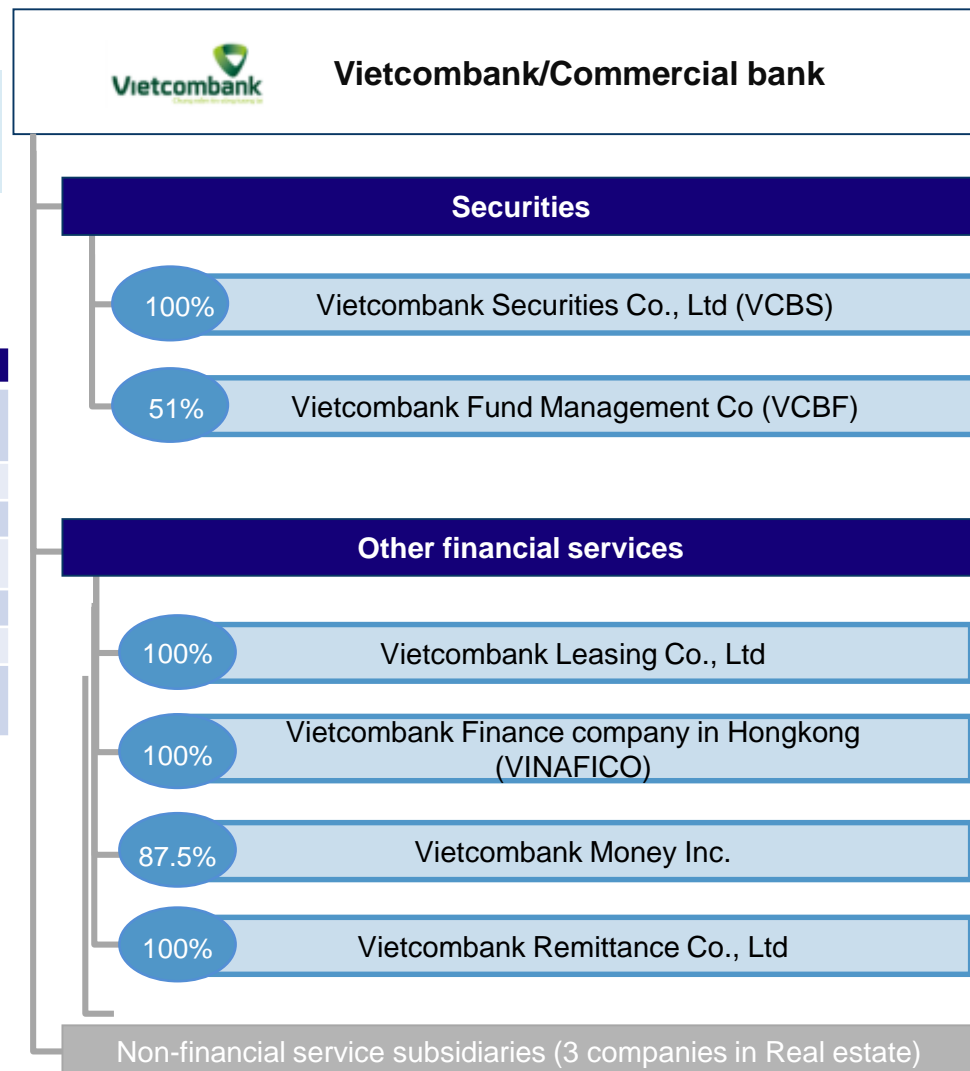 Vietcombank
Vietcombank/Commercial bank
Securities
100%
Vietcombank Securities Co., Ltd (VCBS)
51%
Vietcombank Fund Management Co (VCBF)
Other financial services
100%
Vietcombank Leasing Co., Ltd
100%
Vietcombank Finance company in Hongkong
(VINAFICO)
87.5%
Vietcombank Money Inc.
100%
Vietcombank Remittance Co., Ltd
Non-financial service subsidiaries (3 companies in Real estate)